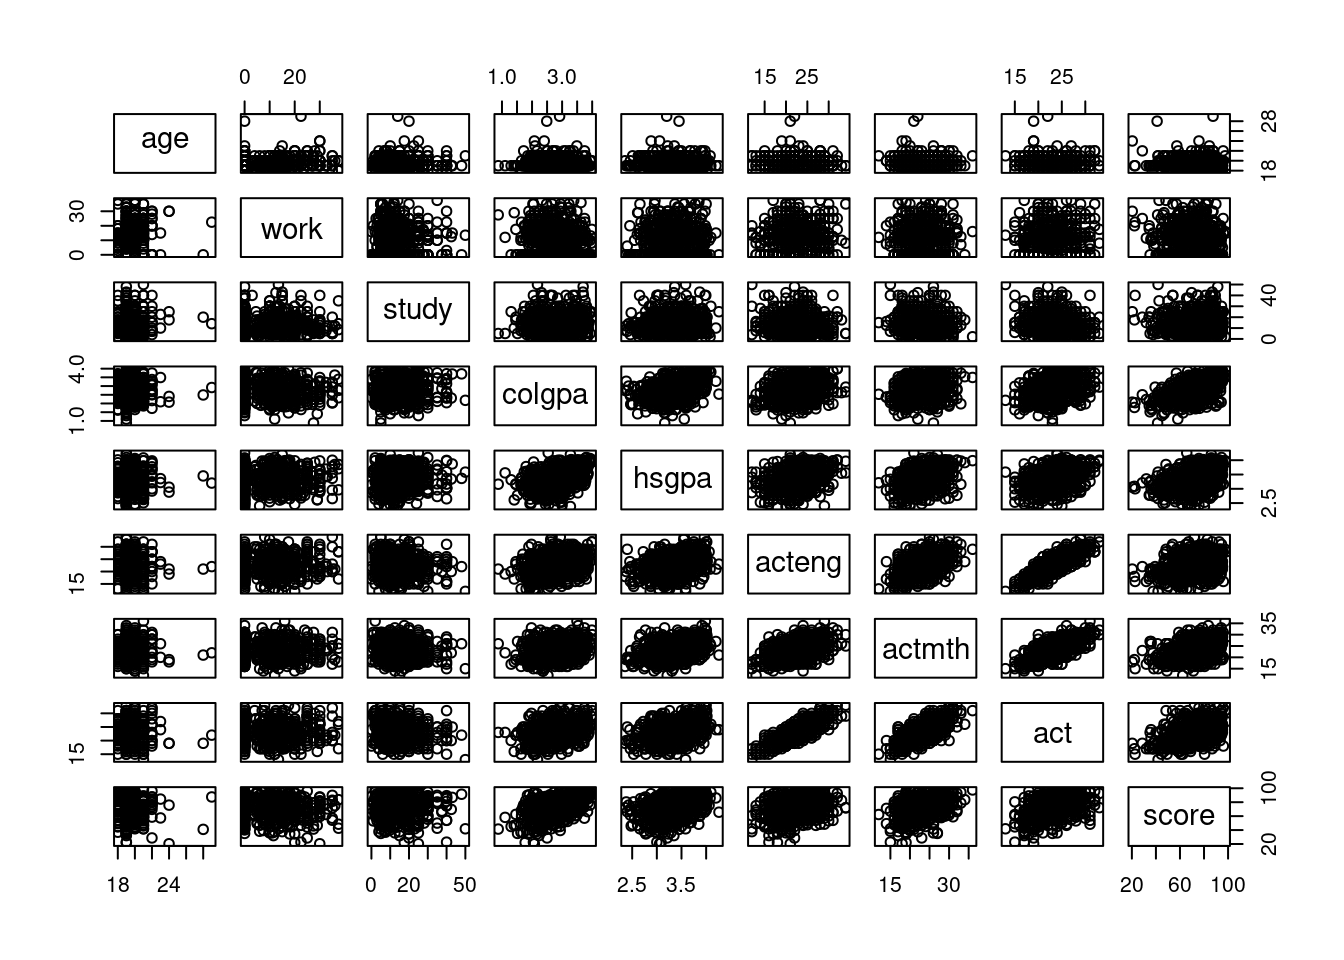 0 20 1.0 3.0 15 25 15 25
age 18 28
0 30 work
study 0 40
1.0 4.0 colgpa
hsgpa 2.5
15 acteng
actmth 15 35
15 act
score 20 100
18 24 0 20 50 2.5 3.5 15 30 20 60 100